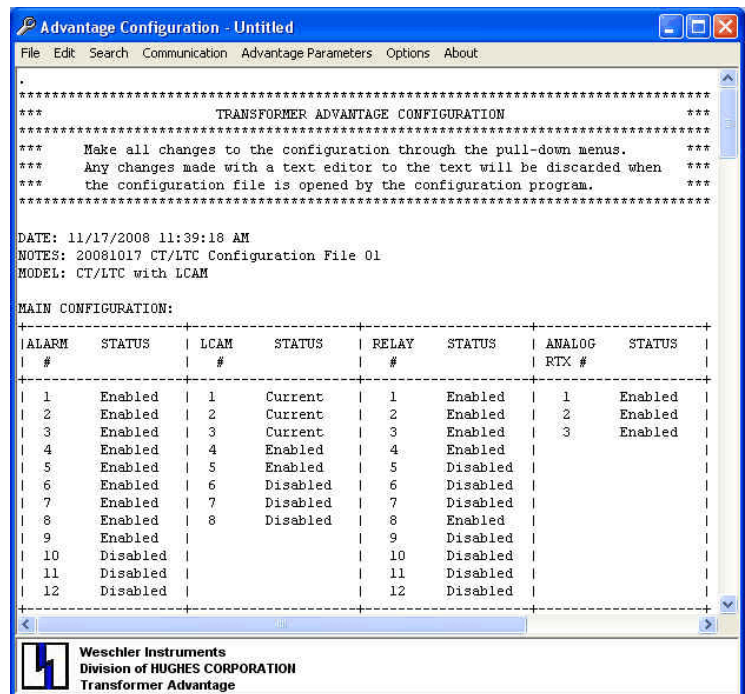 Advantage Configuration - Untitled
File Edit Search Communication Advantage Parameters Options About
.
*************************************************************************************
*** TRANSFORMER ADVANTAGE CONFIGURATION ***
*************************************************************************************
*** Make all changes to the configuration through the pull-down menus. ***
*** Any changes made with a text editor to the text will be discarded when ***
*** the configuration file is opened by the configuration program. ***
*************************************************************************************
DATE: 11/17/2008 11:39:18 AM
NOTES: 20081017 CT/LTC Configuration File 01
MODEL: CT/LTC with LCAM
MAIN CONFIGURATION:
+--------------------+--------------------+--------------------+--------------------+
|ALARM STATUS | LCAM STATUS | RELAY STATUS | ANALOG STATUS |
| # | # | # | RTX # |
+--------------------+--------------------+--------------------+--------------------+
| 1 Enabled | 1 Current | 1 Enabled | 1 Enabled |
| 2 Enabled | 2 Current | 2 Enabled | 2 Enabled |
| 3 Enabled | 3 Current | 3 Enabled | 3 Enabled |
| 4 Enabled | 4 Enabled | 4 Enabled | |
| 5 Enabled | 5 Enabled | 5 Disabled | |
| 6 Enabled | 6 Disabled | 6 Disabled | |
| 7 Enabled | 7 Disabled | 7 Disabled | |
| 8 Enabled | 8 Disabled | 8 Enabled | |
| 9 Enabled | | 9 Disabled | |
| 10 Disabled | | 10 Disabled | |
| 11 Disabled | | 11 Disabled | |
| 12 Disabled | | 12 Disabled | |
+--------------------+--------------------+--------------------+--------------------+
Weschler Instruments
Division of HUGHES CORPORATION
Transformer Advantage